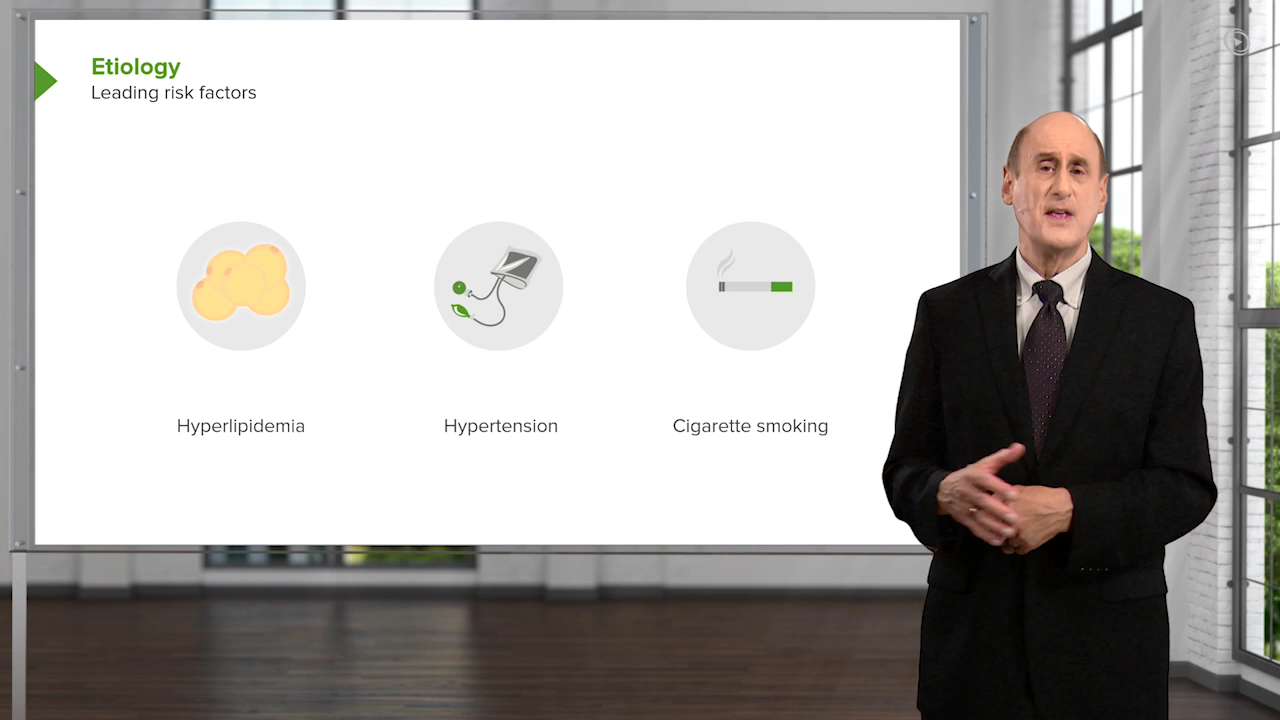 Etiology
Leading risk factors
Hyperlipidemia
Hypertension
Cigarette smoking